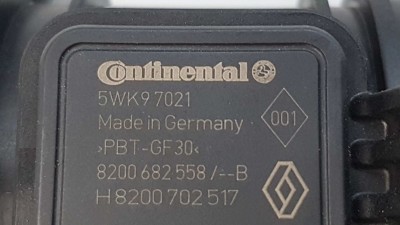 Continental
5WK9 7021
Made in Germany
001
>PBT-GF30<
8200 682 558 /--B
H 8200 702 517